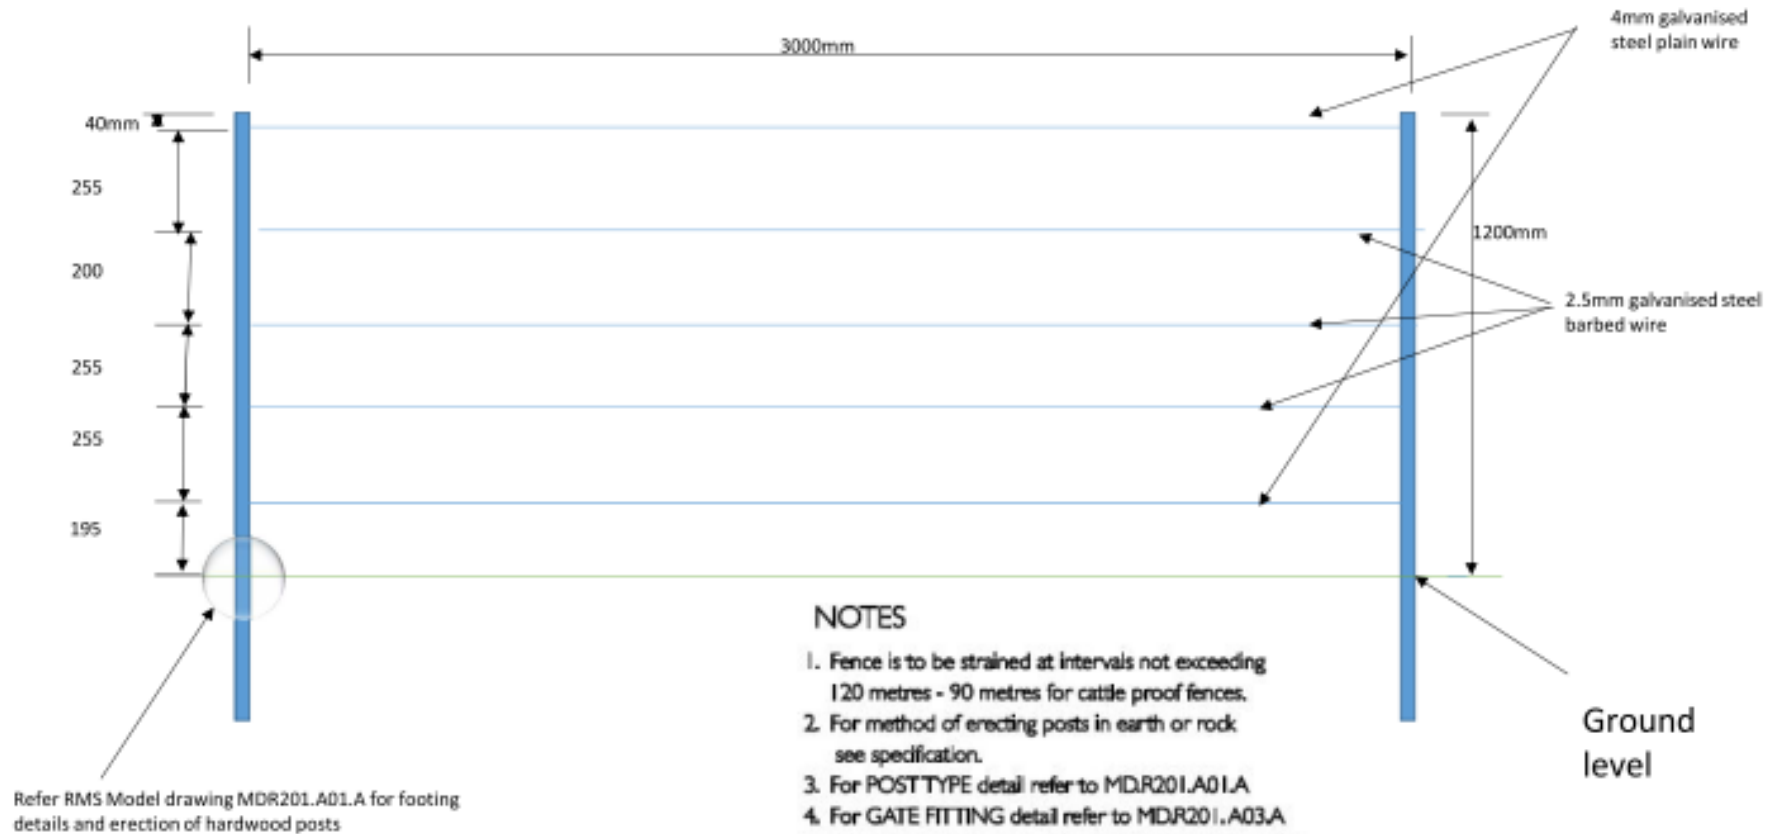 4mm galvanised
steel plain wire
3000mm
40mm
255
200
1200mm
2.5mm galvanised steel
barbed wire
255
255
195
NOTES
1. Fence is to be strained at intervals not exceeding
120 metres - 90 metres for cattle proof fences.
2. For method of erecting posts in earth or rock
see specification.
3. For POST TYPE detail refer to MD.R201.A01.A
4. For GATE FITTING detail refer to MD.R201.A03.A
Ground
level
Refer RMS Model drawing MDR201.A01.A for footing
details and erection of hardwood posts